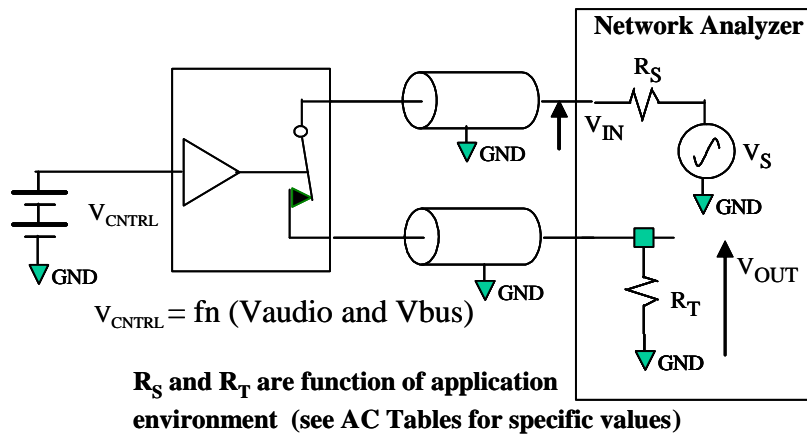 Network Analyzer
R_S
GND
V_IN
V_S
GND
V_CNTRL
GND
GND
V_OUT
R_T
GND
V_CNTRL = fn (Vaudio and Vbus)
R_S and R_T are function of application
environment (see AC Tables for specific values)